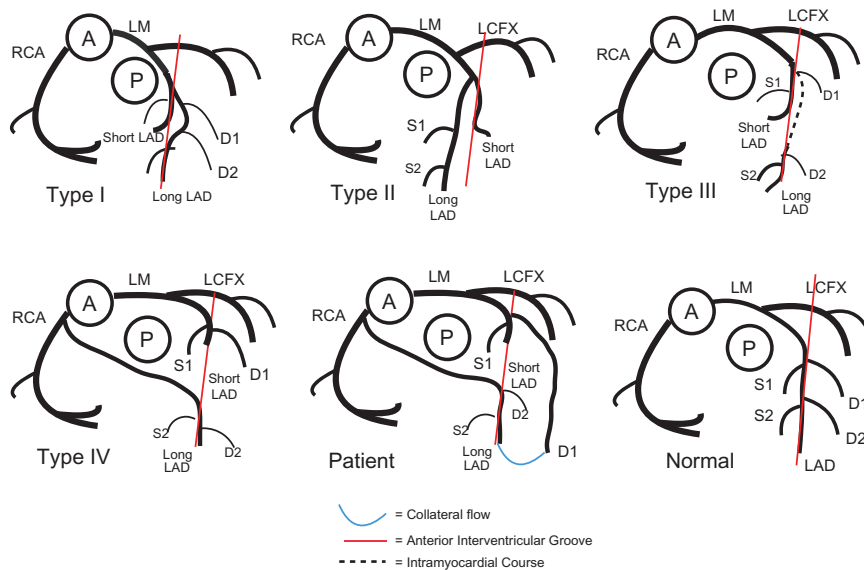 LM
LCFX
RCA
A
P
Short LAD
D1
D2
Long LAD
Type I
LM
LCFX
RCA
A
P
S1
Short
LAD
S2
Long
LAD
Type II
LM
LCFX
RCA
A
P
S1
D1
Short
LAD
S2
D2
Long
LAD
Type III
LM
LCFX
RCA
A
P
S1
D1
Short
LAD
S2
D2
Long
LAD
Type IV
LM
LCFX
RCA
A
P
S1
Short
LAD
D2
S2
Long
LAD
D1
Patient
LM
LCFX
RCA
A
P
S1
D1
S2
D2
LAD
Normal
= Collateral flow
= Anterior Interventricular Groove
= Intramyocardial Course